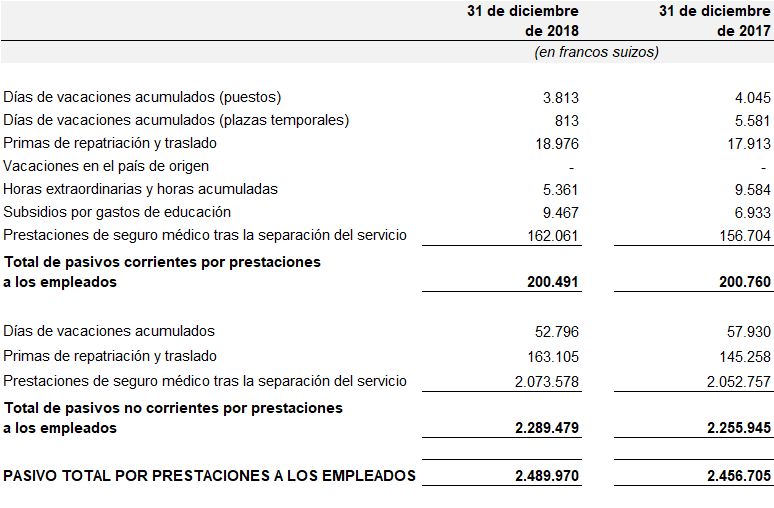 31 de diciembre 31 de diciembre
de 2018 de 2017
(en francos suizos)
Días de vacaciones acumulados (puestos) 3.813 4.045
Días de vacaciones acumulados (plazas temporales) 813 5.581
Primas de repatriación y traslado 18.976 17.913
Vacaciones en el país de origen - -
Horas extraordinarias y horas acumuladas 5.361 9.584
Subsidios por gastos de educación 9.467 6.933
Prestaciones de seguro médico tras la separación del servicio 162.061 156.704
Total de pasivos corrientes por prestaciones
a los empleados 200.491 200.760
Días de vacaciones acumulados 52.796 57.930
Primas de repatriación y traslado 163.105 145.258
Prestaciones de seguro médico tras la separación del servicio 2.073.578 2.052.757
Total de pasivos no corrientes por prestaciones
a los empleados 2.289.479 2.255.945
PASIVO TOTAL POR PRESTACIONES A LOS EMPLEADOS 2.489.970 2.456.705